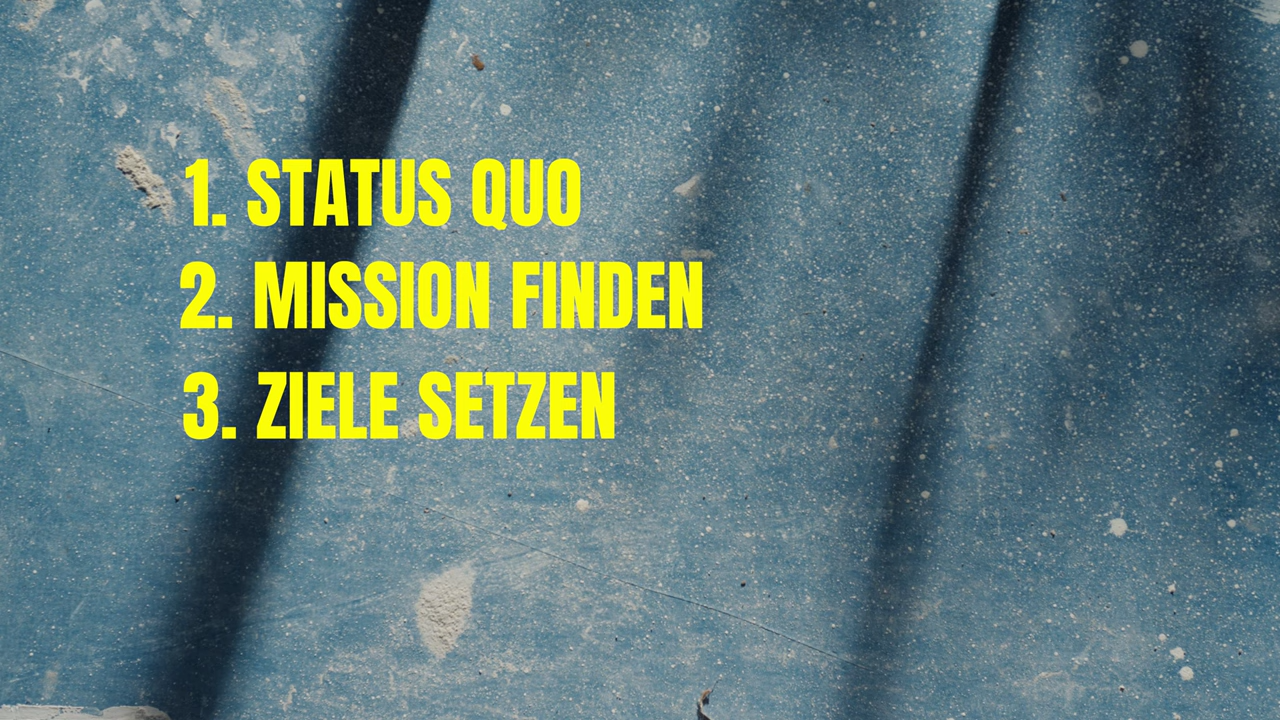 1. STATUS QUO
2. MISSION FINDEN
3. ZIELE SETZEN